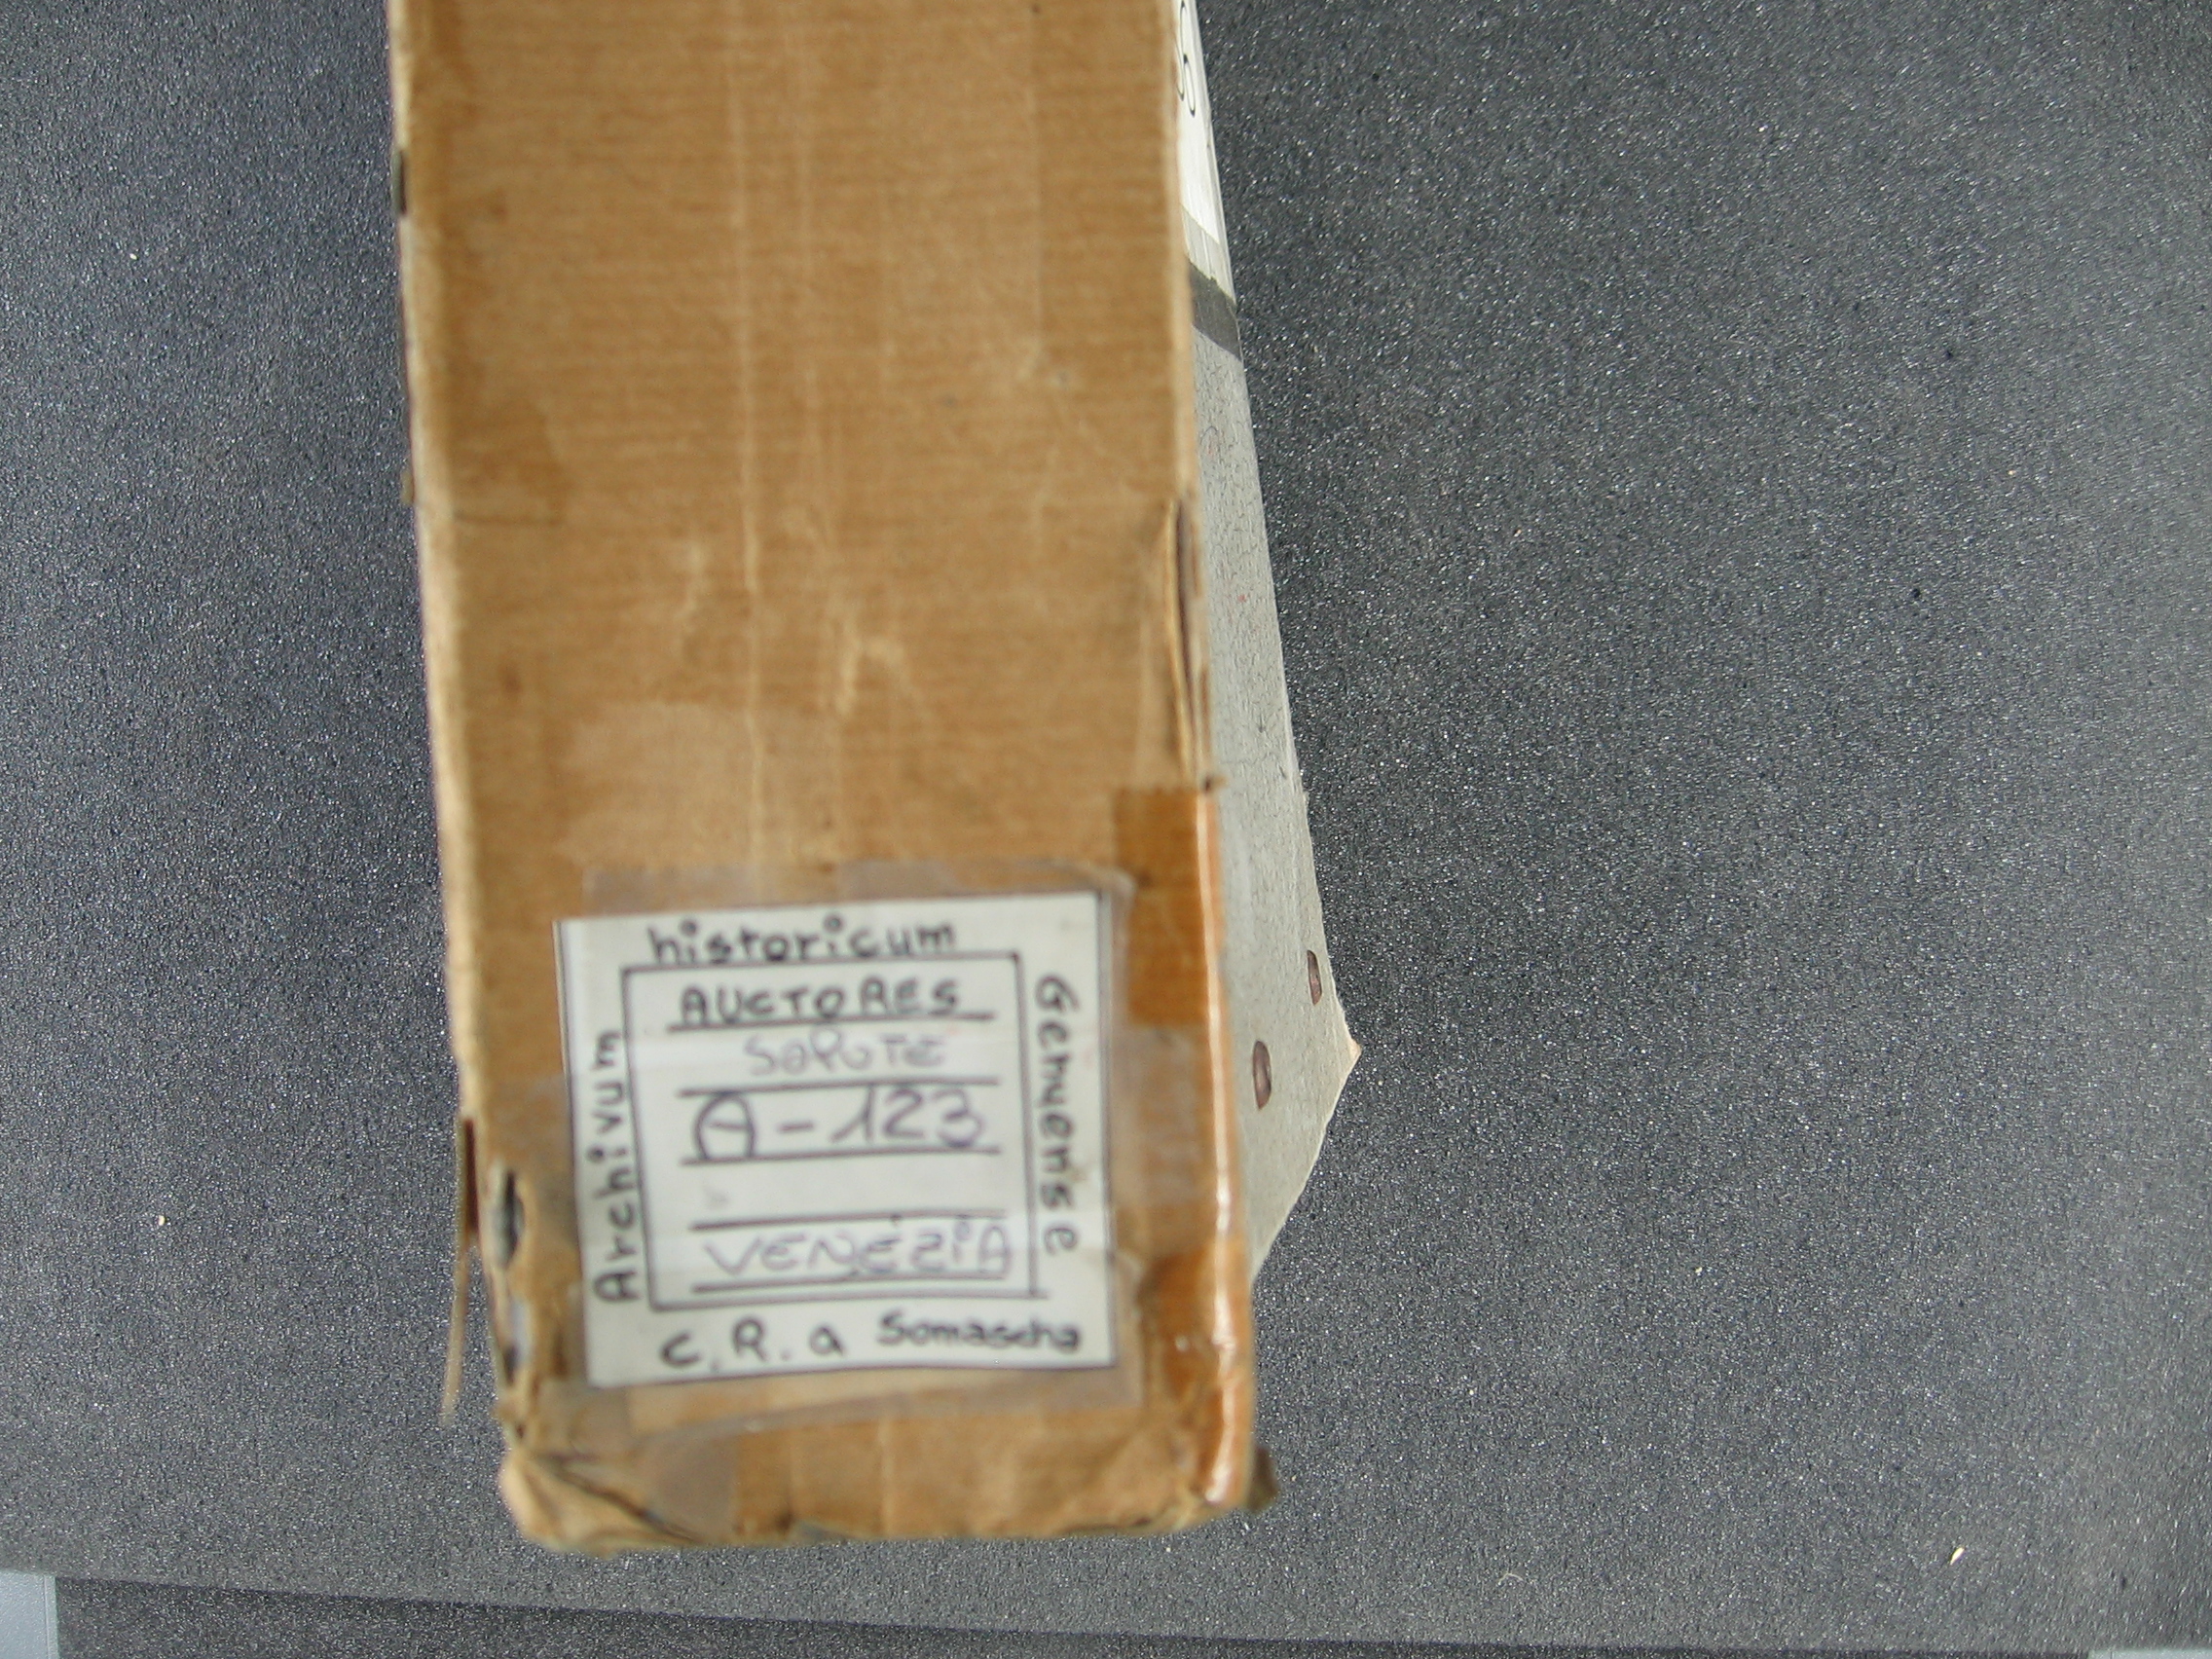 Archivum
historicum
Genuense
AUCTORES
SALUTE
A-123
VENEZIA
C.R.a Somascha